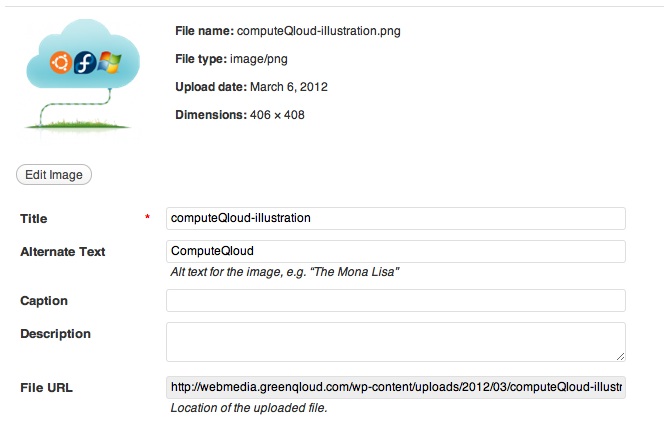 File name: computeQloud-illustration.png
File type: image/png
Upload date: March 6, 2012
Dimensions: 406 × 408
Edit Image
Title * computeQloud-illustration
Alternate Text ComputeQloud
Alt text for the image, e.g. "The Mona Lisa"
Caption
Description
File URL http://webmedia.greenqloud.com/wp-content/uploads/2012/03/computeQloud-illustr
Location of the uploaded file.